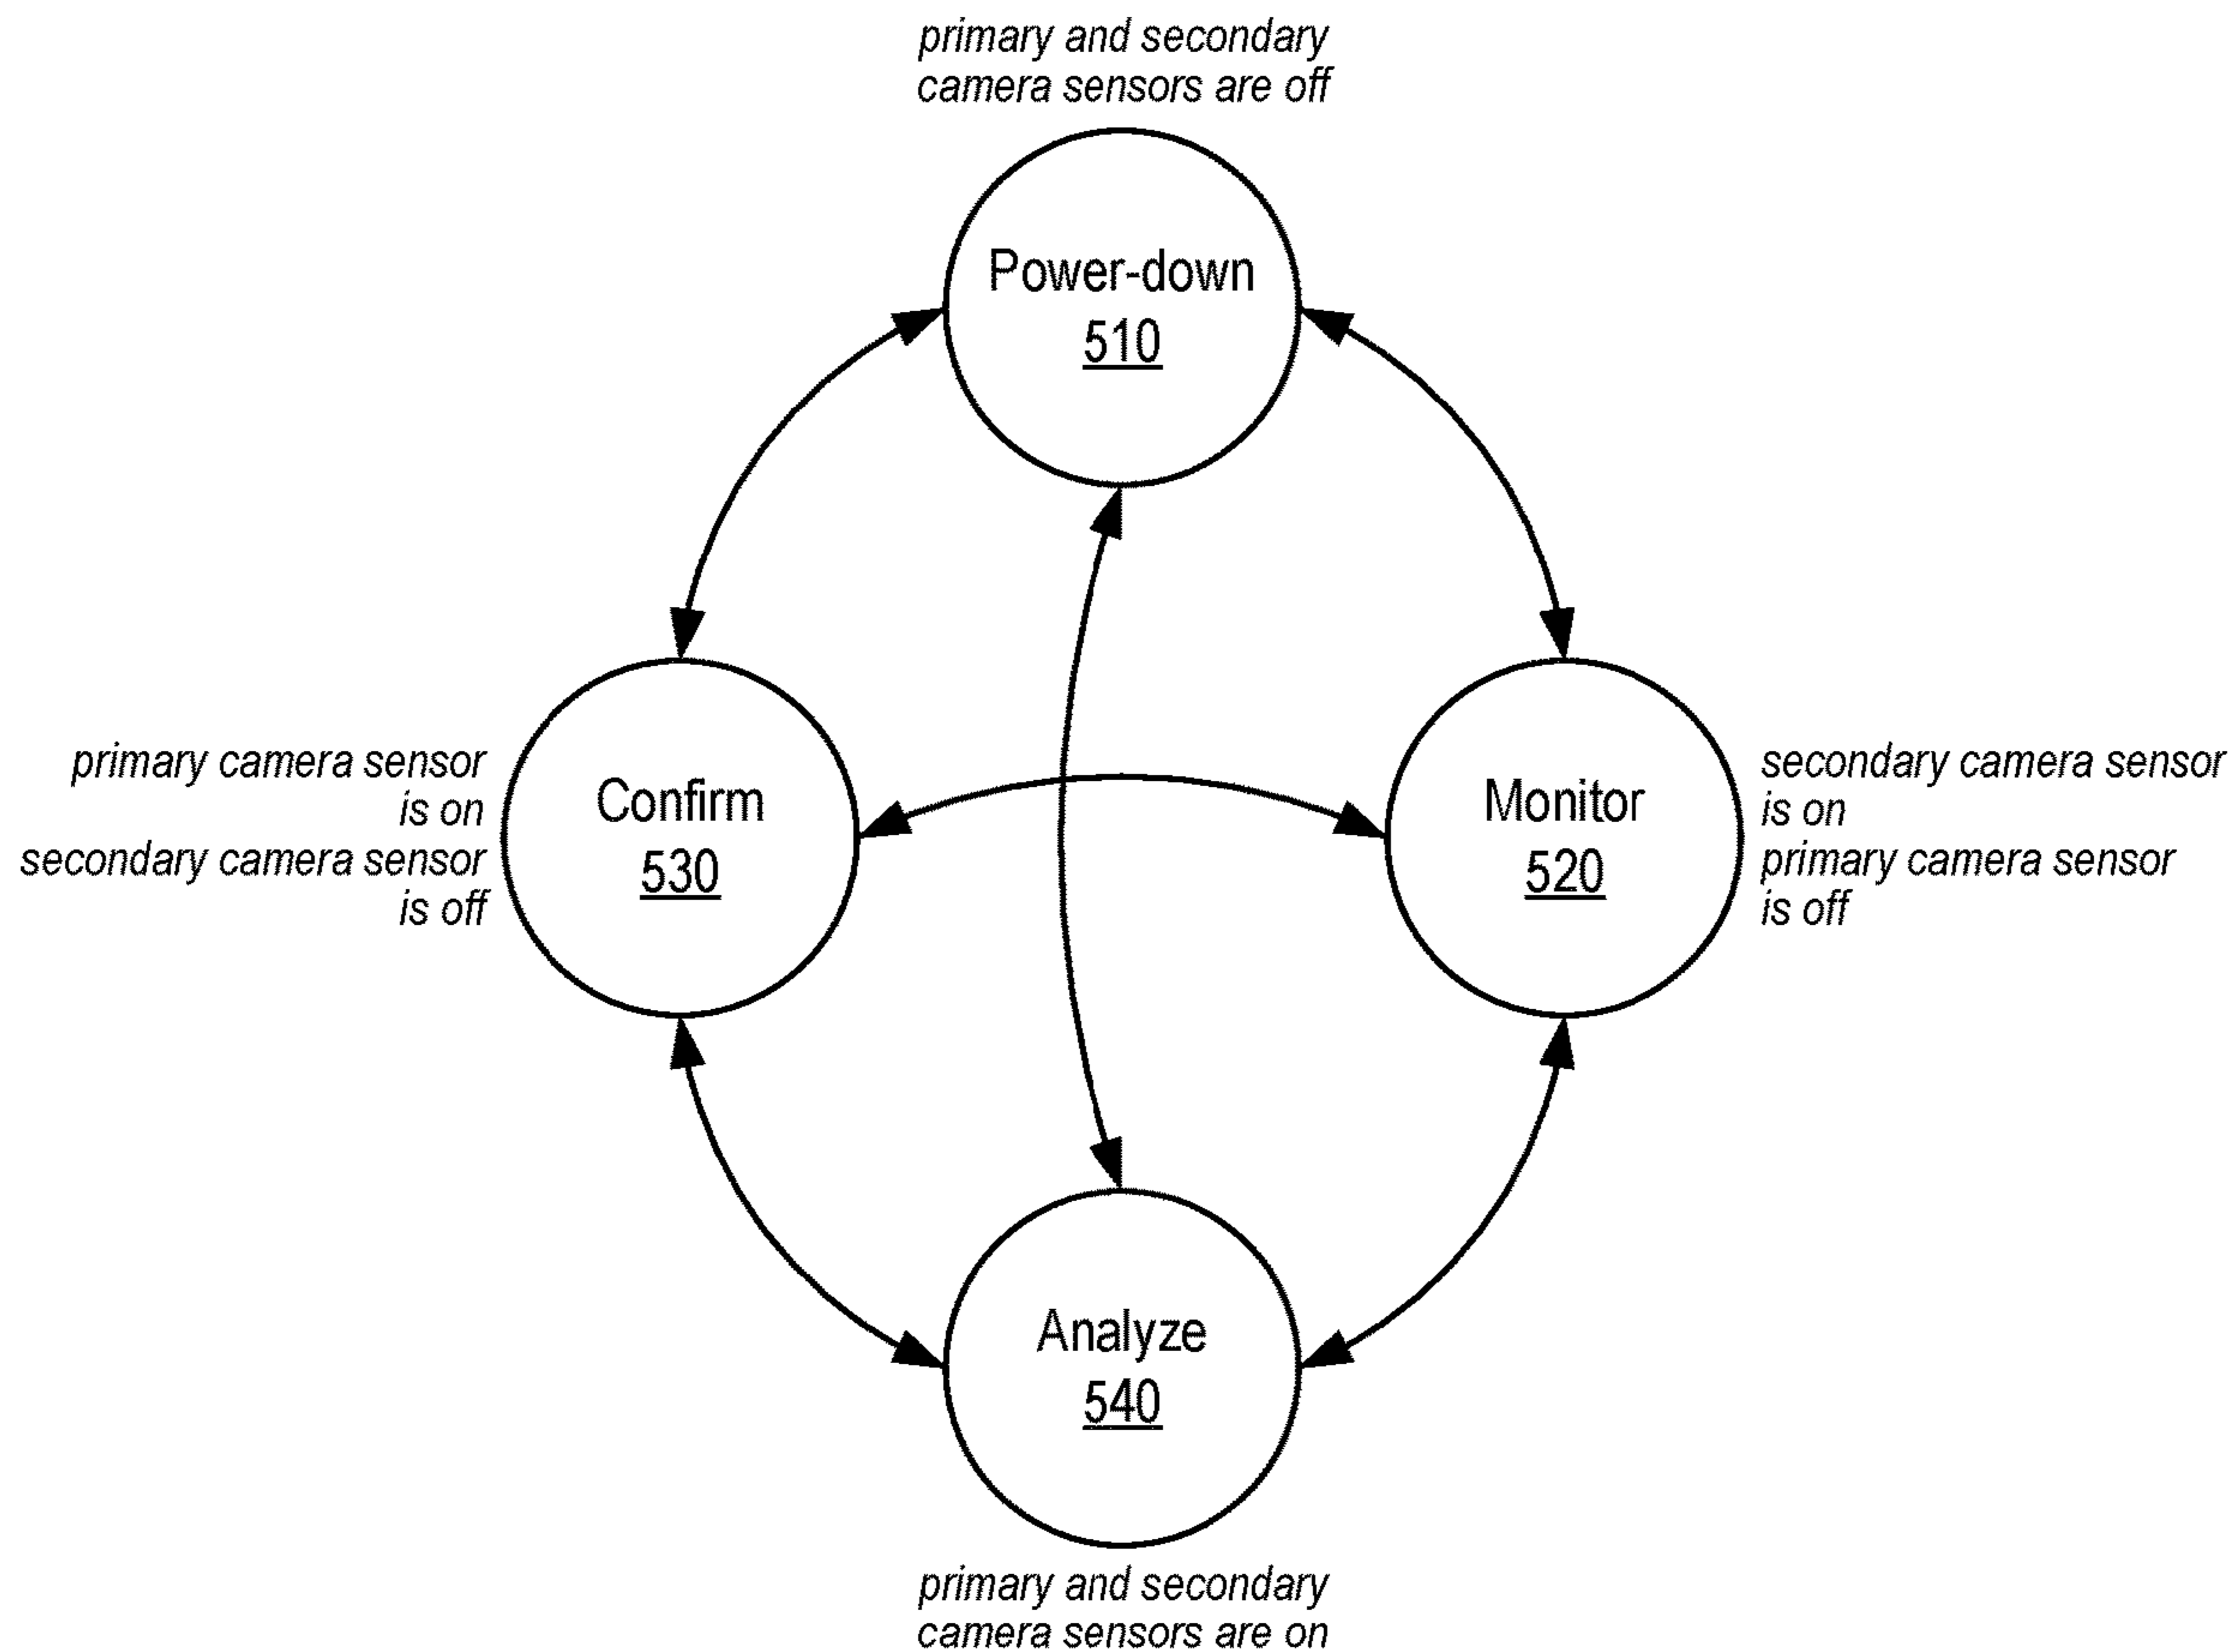 primary and secondary
camera sensors are off
Power-down
510
primary camera sensor
is on
secondary camera sensor
is off
Confirm
530
Monitor
520
secondary camera sensor
is on
primary camera sensor
is off
Analyze
540
primary and secondary
camera sensors are on